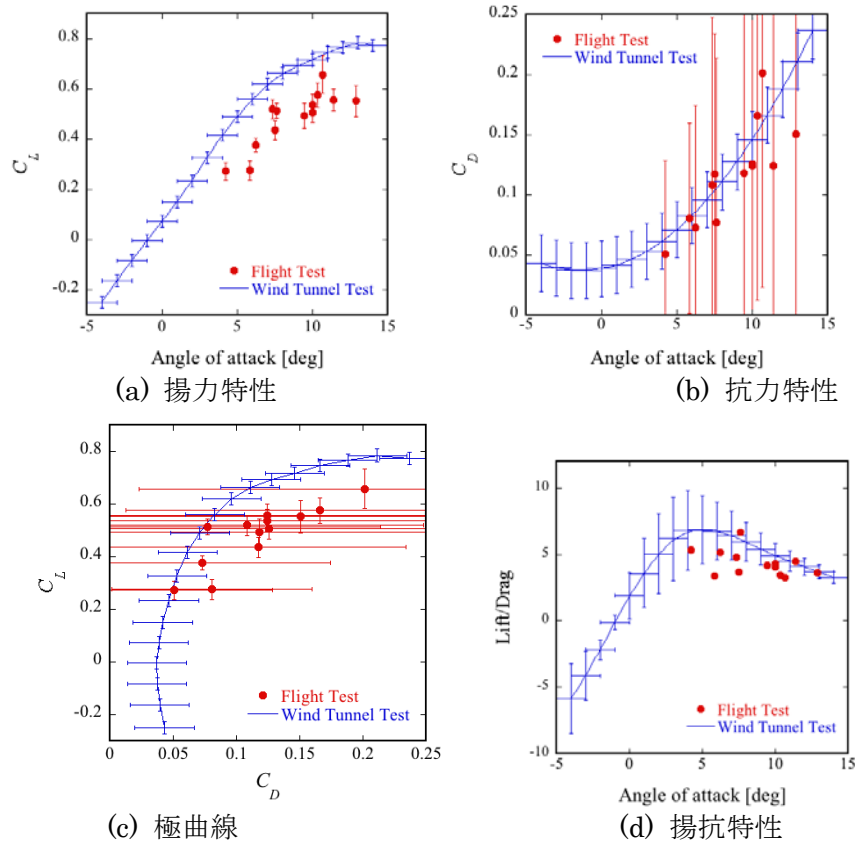 0.8
0.6
0.4
0.2
0
-0.2
C_L
-5
0
5
10
15
Flight Test
Wind Tunnel Test
Angle of attack [deg]
(a) 揚力特性
0.25
0.2
0.15
0.1
0.05
0
C_D
-5
0
5
10
15
Flight Test
Wind Tunnel Test
Angle of attack [deg]
(b) 抗力特性
0.8
0.6
0.4
0.2
0
-0.2
C_L
0
0.05
0.1
0.15
0.2
0.25
Flight Test
Wind Tunnel Test
C_D
(c) 極曲線
10
5
0
-5
-10
Lift/Drag
-5
0
5
10
15
Flight Test
Wind Tunnel Test
Angle of attack [deg]
(d) 揚抗特性